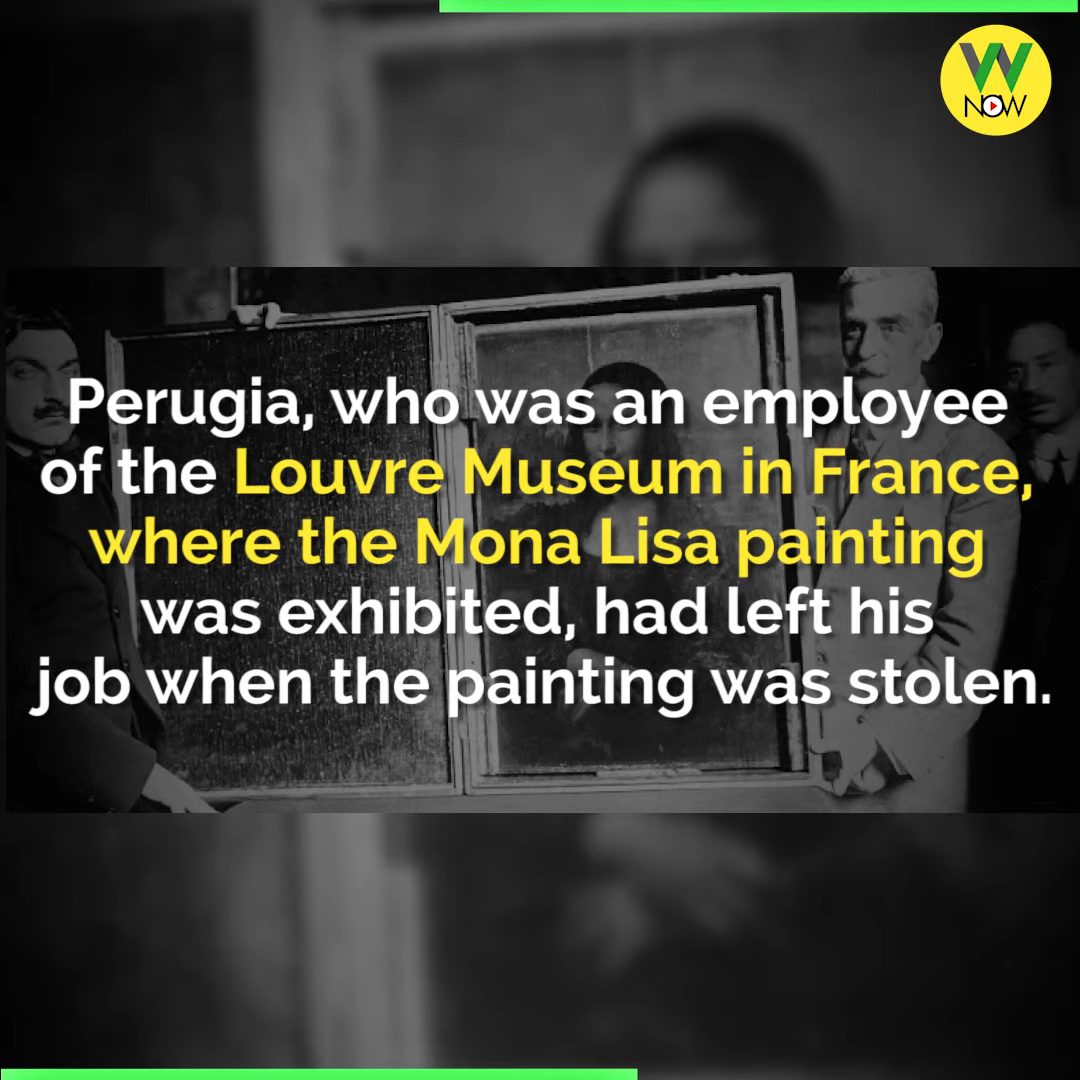 W
NOW
Perugia, who was an employee
of the Louvre Museum in France,
where the Mona Lisa painting
was exhibited, had left his
job when the painting was stolen.